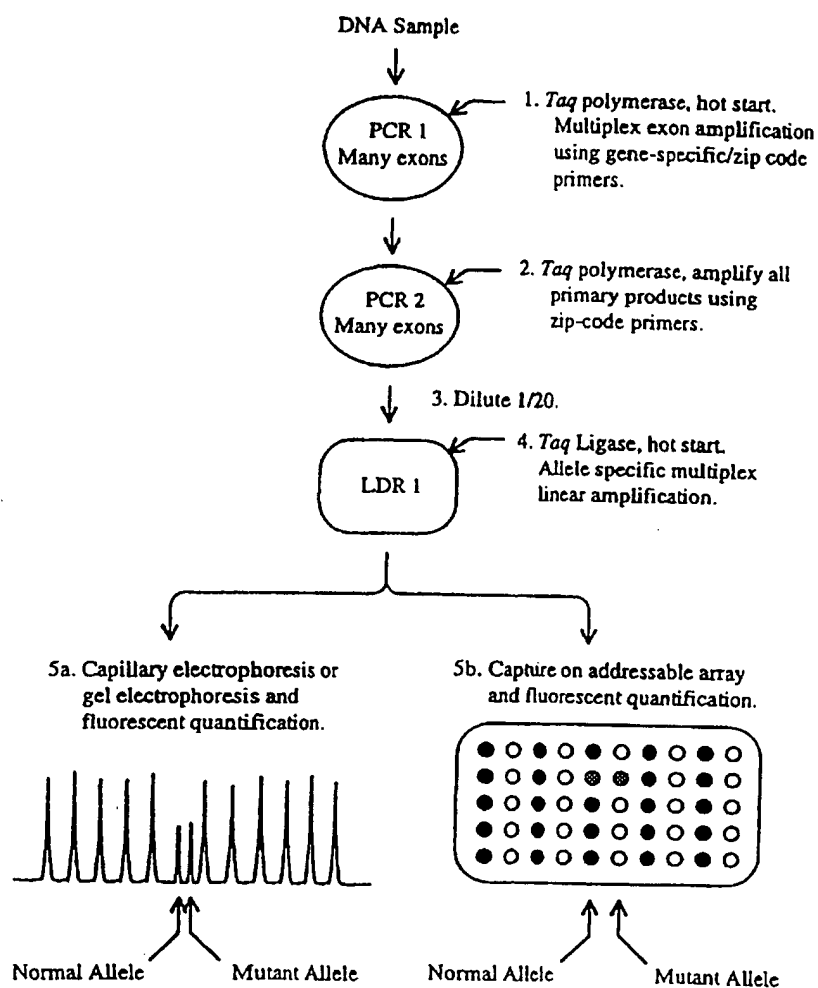 DNA Sample
PCR 1
Many exons
1. Taq polymerase, hot start.
Multiplex exon amplification
using gene-specific/zip code
primers.
PCR 2
Many exons
2. Taq polymerase, amplify all
primary products using
zip-code primers.
3. Dilute 1/20.
LDR 1
4. Taq Ligase, hot start.
Allele specific multiplex
linear amplification.
5a. Capillary electrophoresis or
gel electrophoresis and
fluorescent quantification.
5b. Capture on addressable array
and fluorescent quantification.
Normal Allele
Mutant Allele
Normal Allele
Mutant Allele